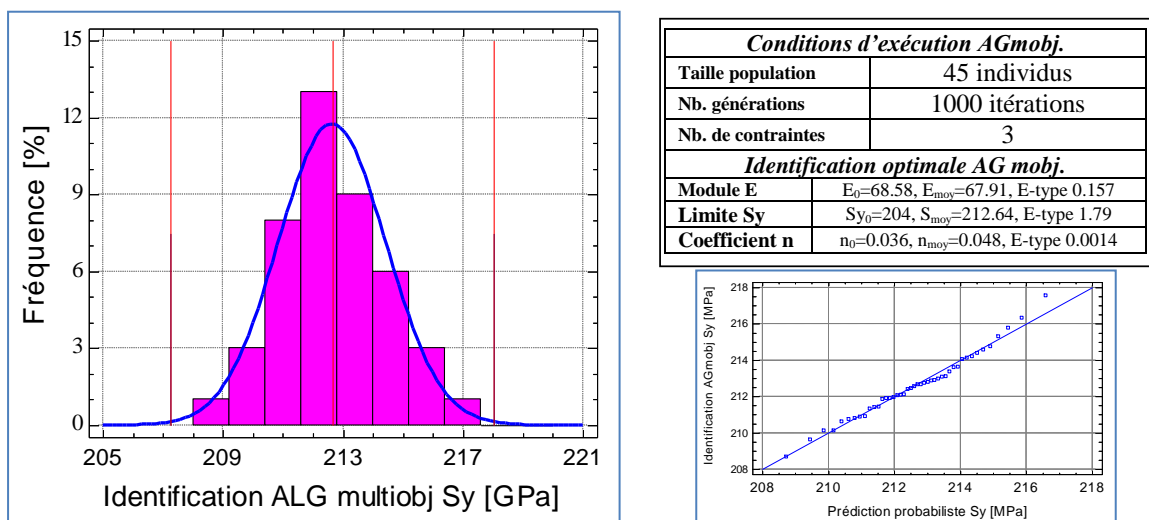 15
12
9
6
3
0
Fréquence [%]
205 209 213 217 221
Identification ALG multiobj Sy [GPa]
Conditions d'exécution AGmobj.
Taille population 45 individus
Nb. générations 1000 itérations
Nb. de contraintes 3
Identification optimale AG mobj.
Module E E₀=68.58, Emoy=67.91, E-type 0.157
Limite Sy Sy₀=204, Smoy=212.64, E-type 1.79
Coefficient n n₀=0.036, nmoy=0.048, E-type 0.0014
218
216
214
212
210
208
Identification AGmobj Sy [MPa]
208 210 212 214 216 218
Prédiction probabiliste Sy [MPa]